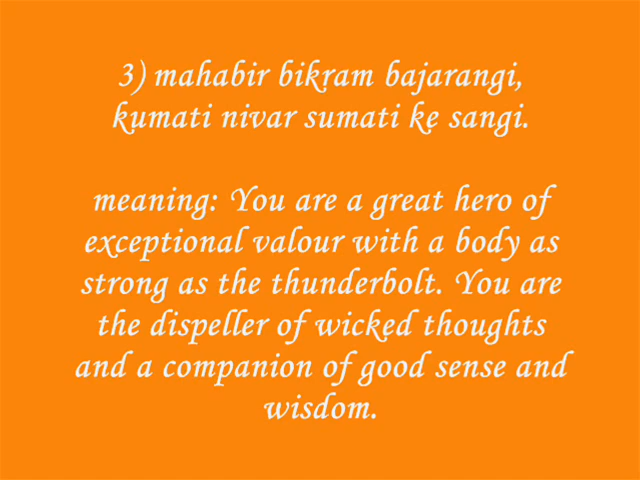 3) mahabir bikram bajarangi,
kumati nivar sumati ke sangi.
meaning: You are a great hero of
exceptional valour with a body as
strong as the thunderbolt. You are
the dispeller of wicked thoughts
and a companion of good sense and
wisdom.